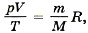 pV/T = m/M R,